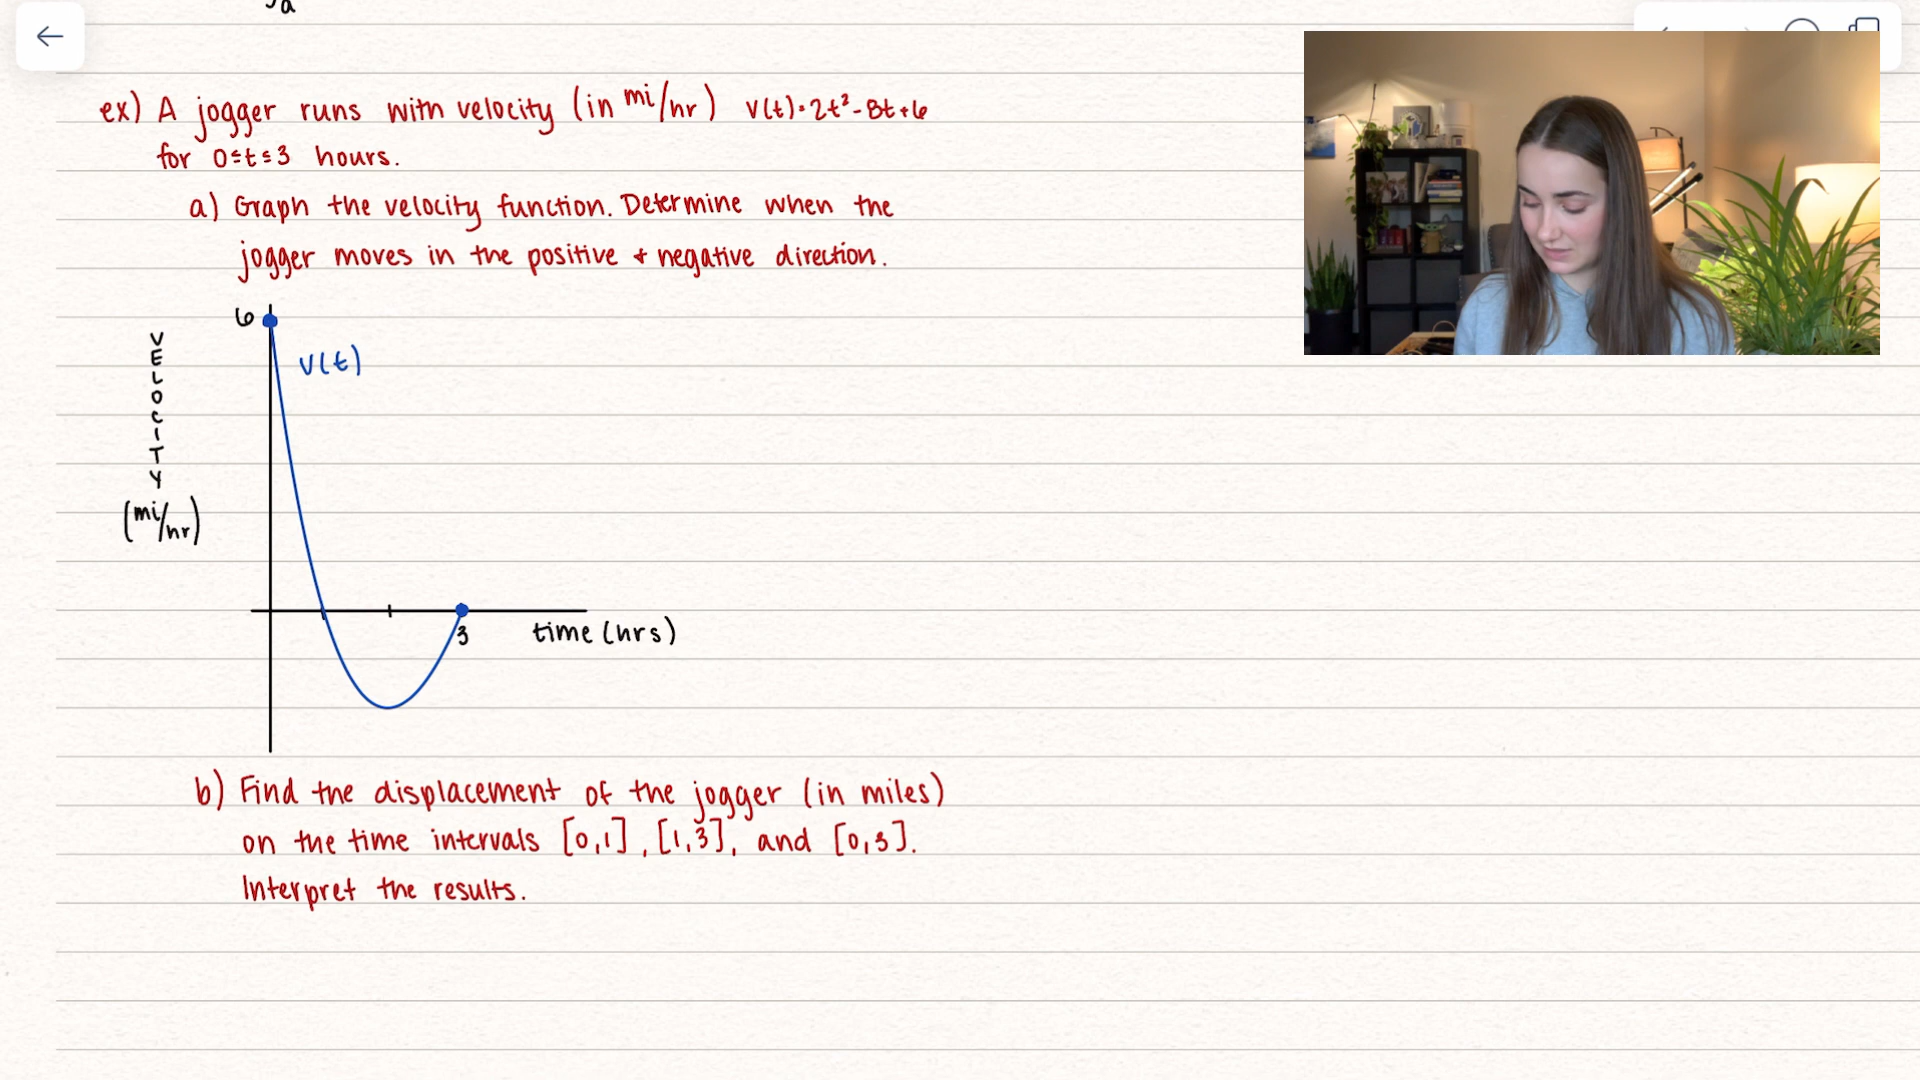 a
ex) A jogger runs with velocity (in mi/hr) v(t)=2t²-8t+6
for 0≤t≤3 hours.
a) Graph the velocity function. Determine when the
jogger moves in the positive + negative direction.
6
v(t)
VELOCITY
(mi/hr)
3
time (hrs)
b) Find the displacement of the jogger (in miles)
on the time intervals [0,1], [1,3], and [0,3].
Interpret the results.